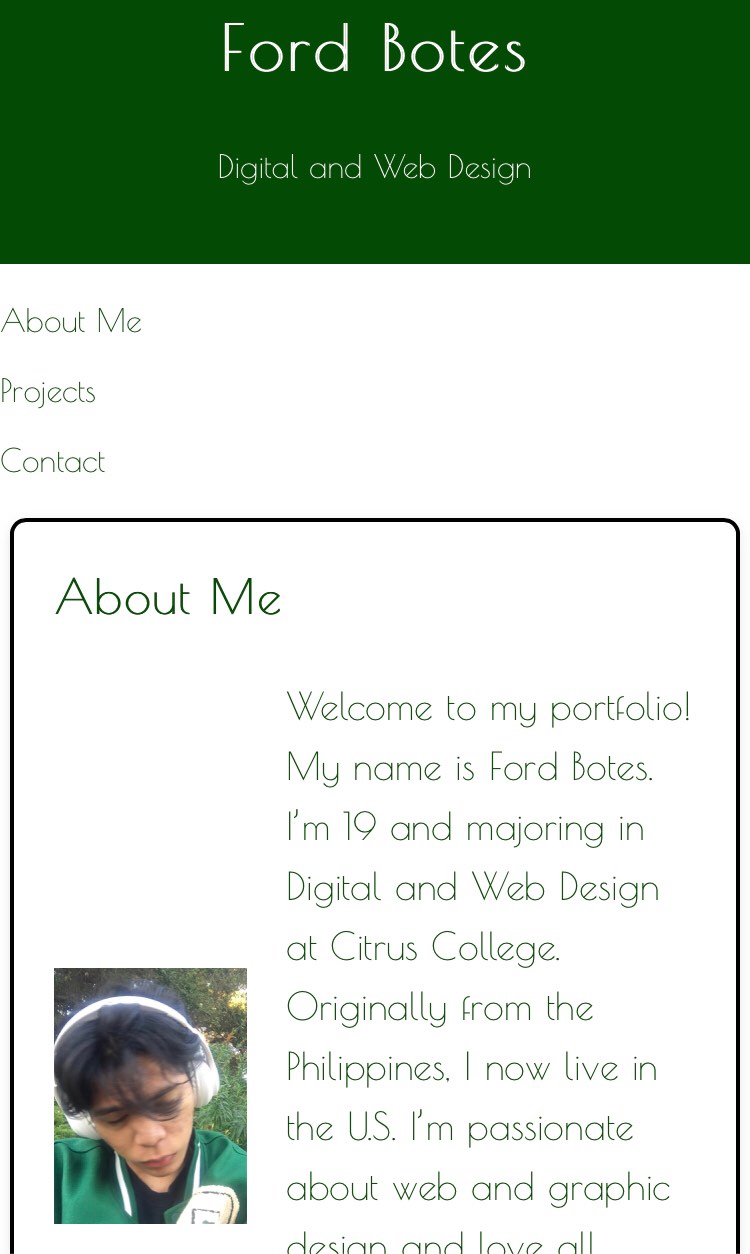 Ford Botes
Digital and Web Design
About Me
Projects
Contact
About Me
Welcome to my portfolio!
My name is Ford Botes.
I'm 19 and majoring in
Digital and Web Design
at Citrus College.
Originally from the
Philippines, I now live in
the U.S. I'm passionate
about web and graphic
design and love all